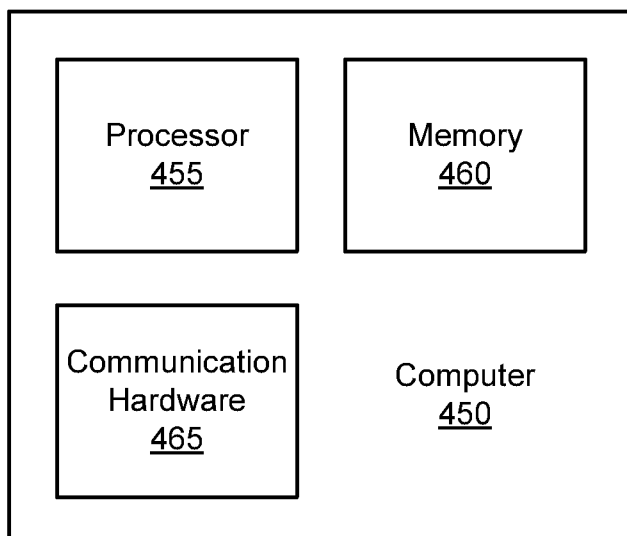 Processor
455
Memory
460
Communication
Hardware
465
Computer
450